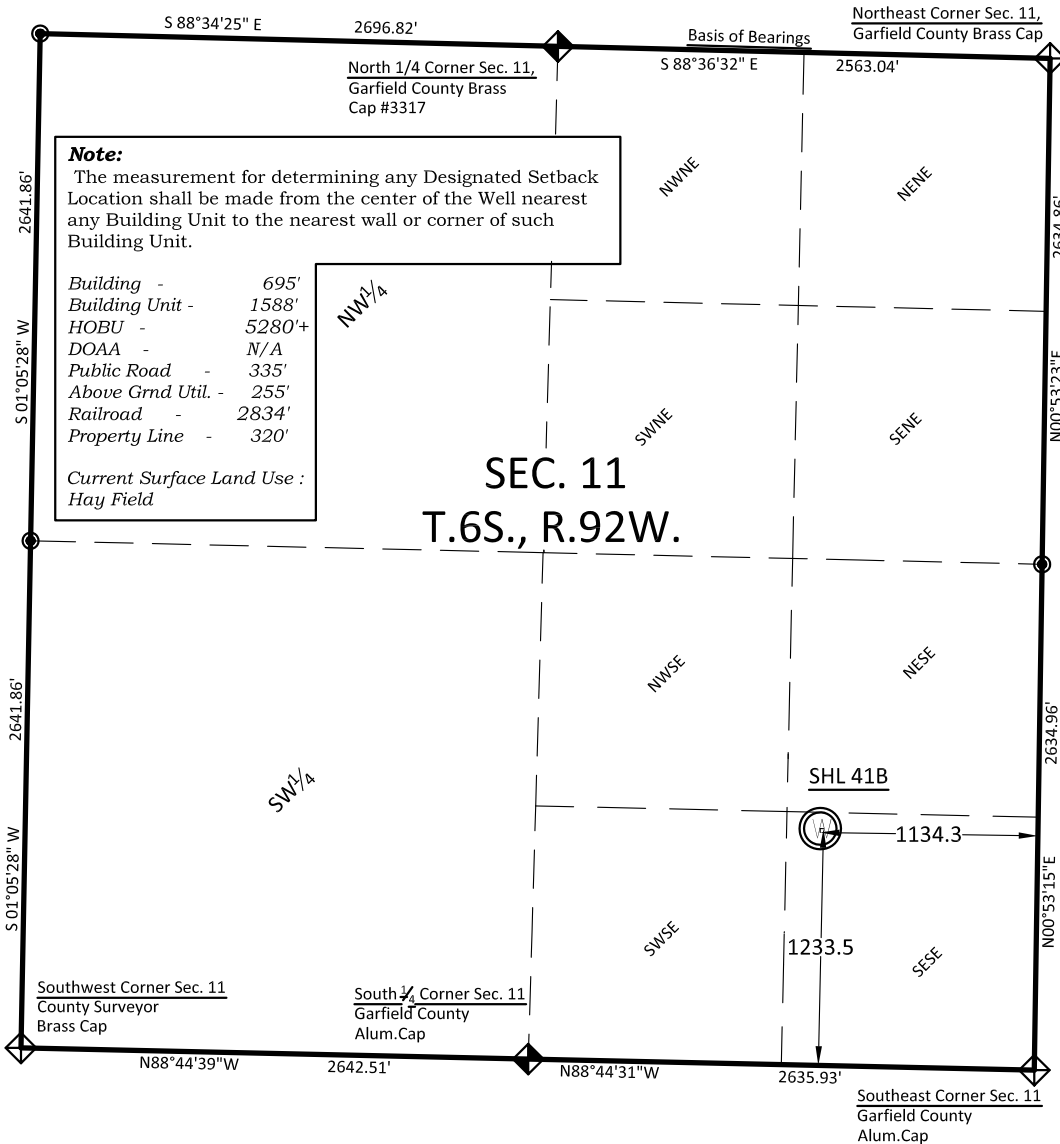 S 88°34'25" E 2696.82'
Northeast Corner Sec. 11,
Garfield County Brass Cap
Basis of Bearings
S 88°36'32" E 2563.04'
North 1/4 Corner Sec. 11,
Garfield County Brass
Cap #3317
Note:
The measurement for determining any Designated Setback
Location shall be made from the center of the Well nearest
any Building Unit to the nearest wall or corner of such
Building Unit.
Building - 695'
Building Unit - 1588'
HOBU - 5280'+
DOAA - N/A
Public Road - 335'
Above Grnd Util. - 255'
Railroad - 2834'
Property Line - 320'
Current Surface Land Use :
Hay Field
2641.86'
S 01°05'28" W
NW¼
NWNE
NENE
2634.86'
N00°53'23"E
SWNE
SENE
SEC. 11
T.6S., R.92W.
NWSE
NESE
2641.86'
S 01°05'28" W
SW¼
SHL 41B
W
1134.3
2634.96'
N00°53'15"E
1233.5
SWSE
SESE
Southwest Corner Sec. 11
County Surveyor
Brass Cap
South ¼ Corner Sec. 11
Garfield County
Alum.Cap
N88°44'39"W 2642.51'
N88°44'31"W 2635.93'
Southeast Corner Sec. 11
Garfield County
Alum.Cap